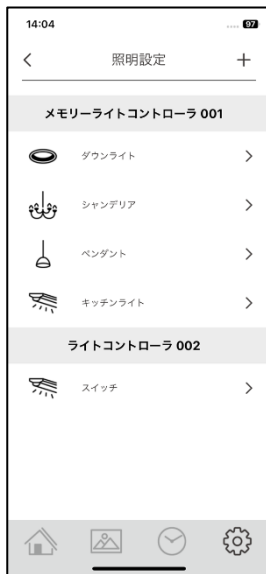 14:04
97
照明設定
メモリーライトコントローラ 001
ダウンライト
シャンデリア
ペンダント
キッチンライト
ライトコントローラ 002
スイッチ